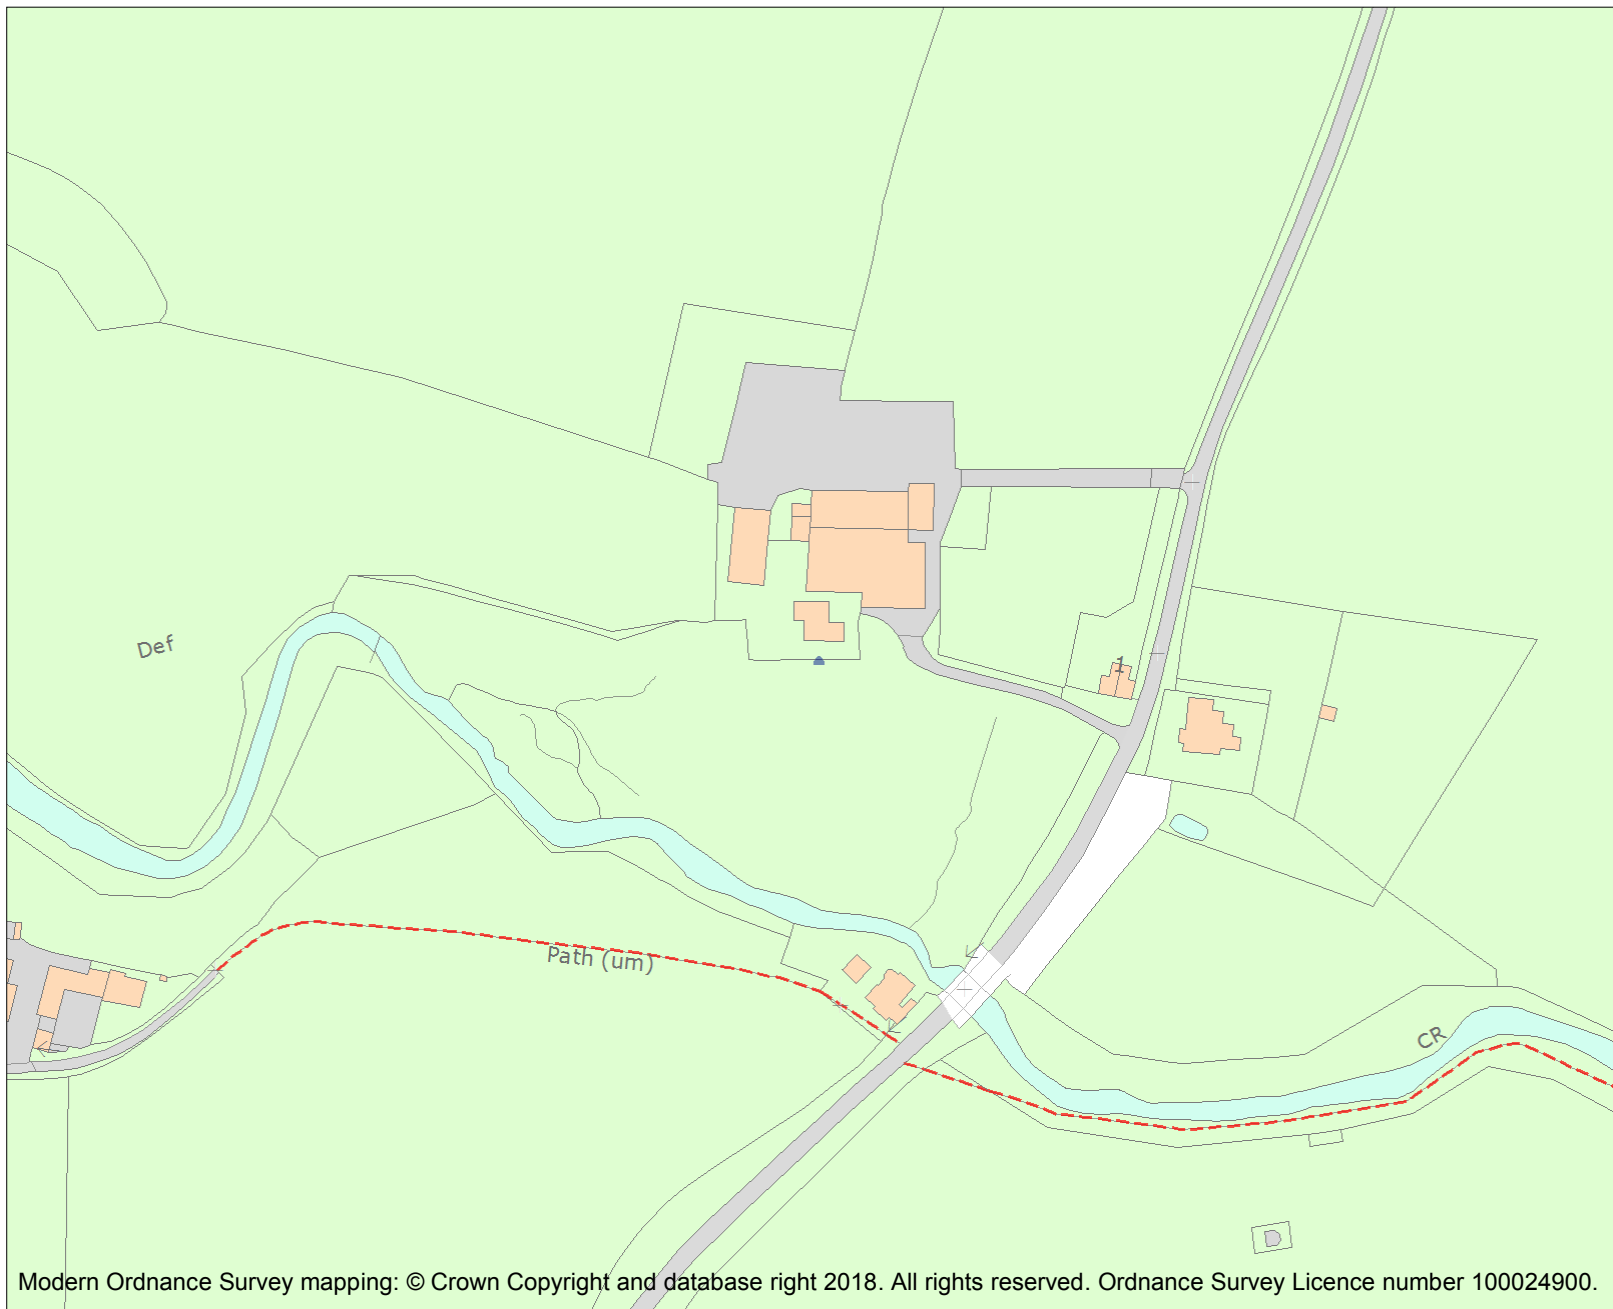 Def
1
Path (um)
CR
Modern Ordnance Survey mapping: © Crown Copyright and database right 2018. All rights reserved. Ordnance Survey Licence number 100024900.